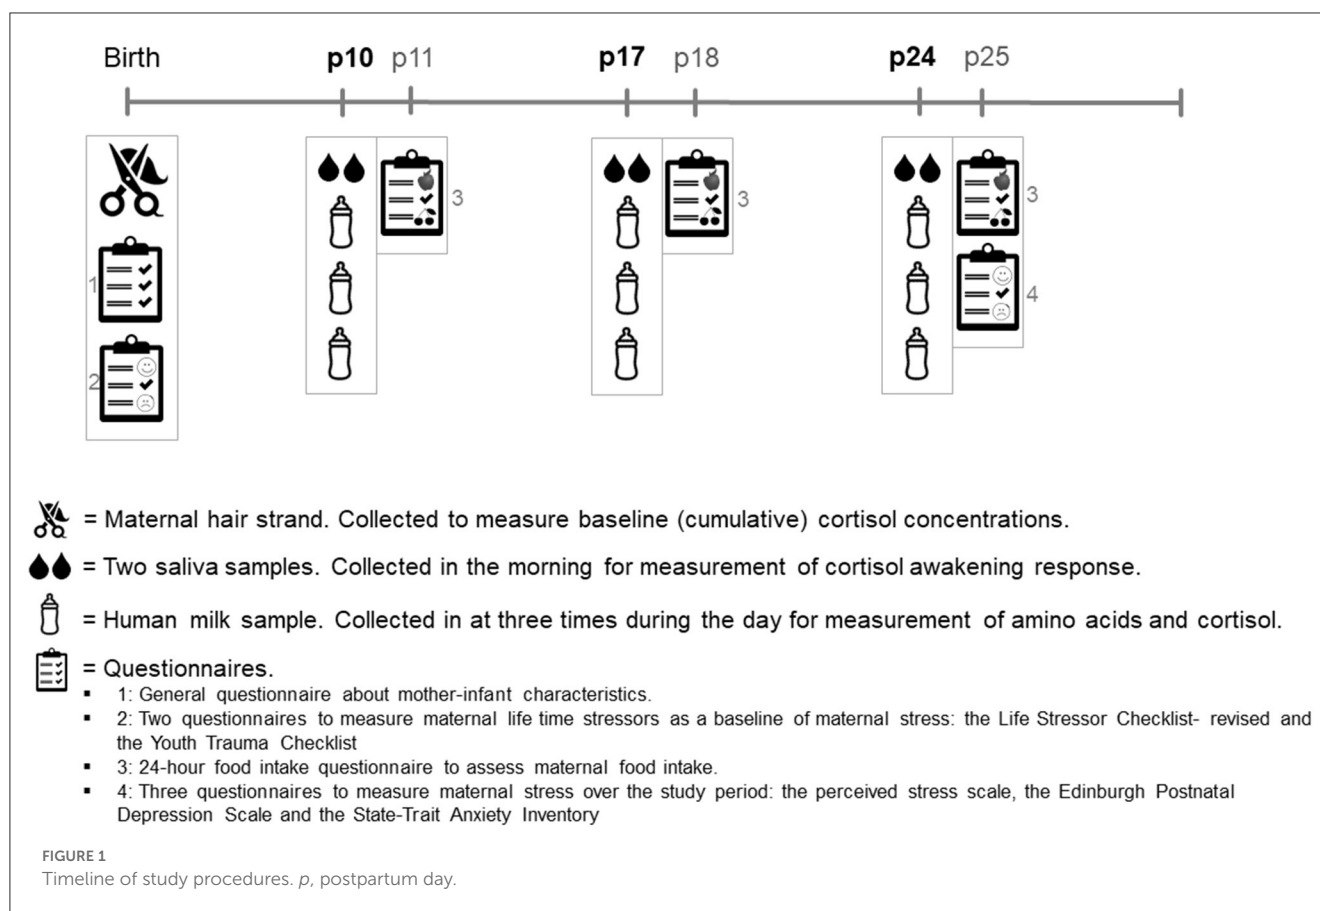 Birth p10 p11 p17 p18 p24 p25
3 3 3
1
4
2
= Maternal hair strand. Collected to measure baseline (cumulative) cortisol concentrations.
= Two saliva samples. Collected in the morning for measurement of cortisol awakening response.
= Human milk sample. Collected in at three times during the day for measurement of amino acids and cortisol.
= Questionnaires.
▪ 1: General questionnaire about mother-infant characteristics.
▪ 2: Two questionnaires to measure maternal life time stressors as a baseline of maternal stress: the Life Stressor Checklist- revised and
the Youth Trauma Checklist
▪ 3: 24-hour food intake questionnaire to assess maternal food intake.
▪ 4: Three questionnaires to measure maternal stress over the study period: the perceived stress scale, the Edinburgh Postnatal
Depression Scale and the State-Trait Anxiety Inventory
FIGURE 1
Timeline of study procedures. p, postpartum day.